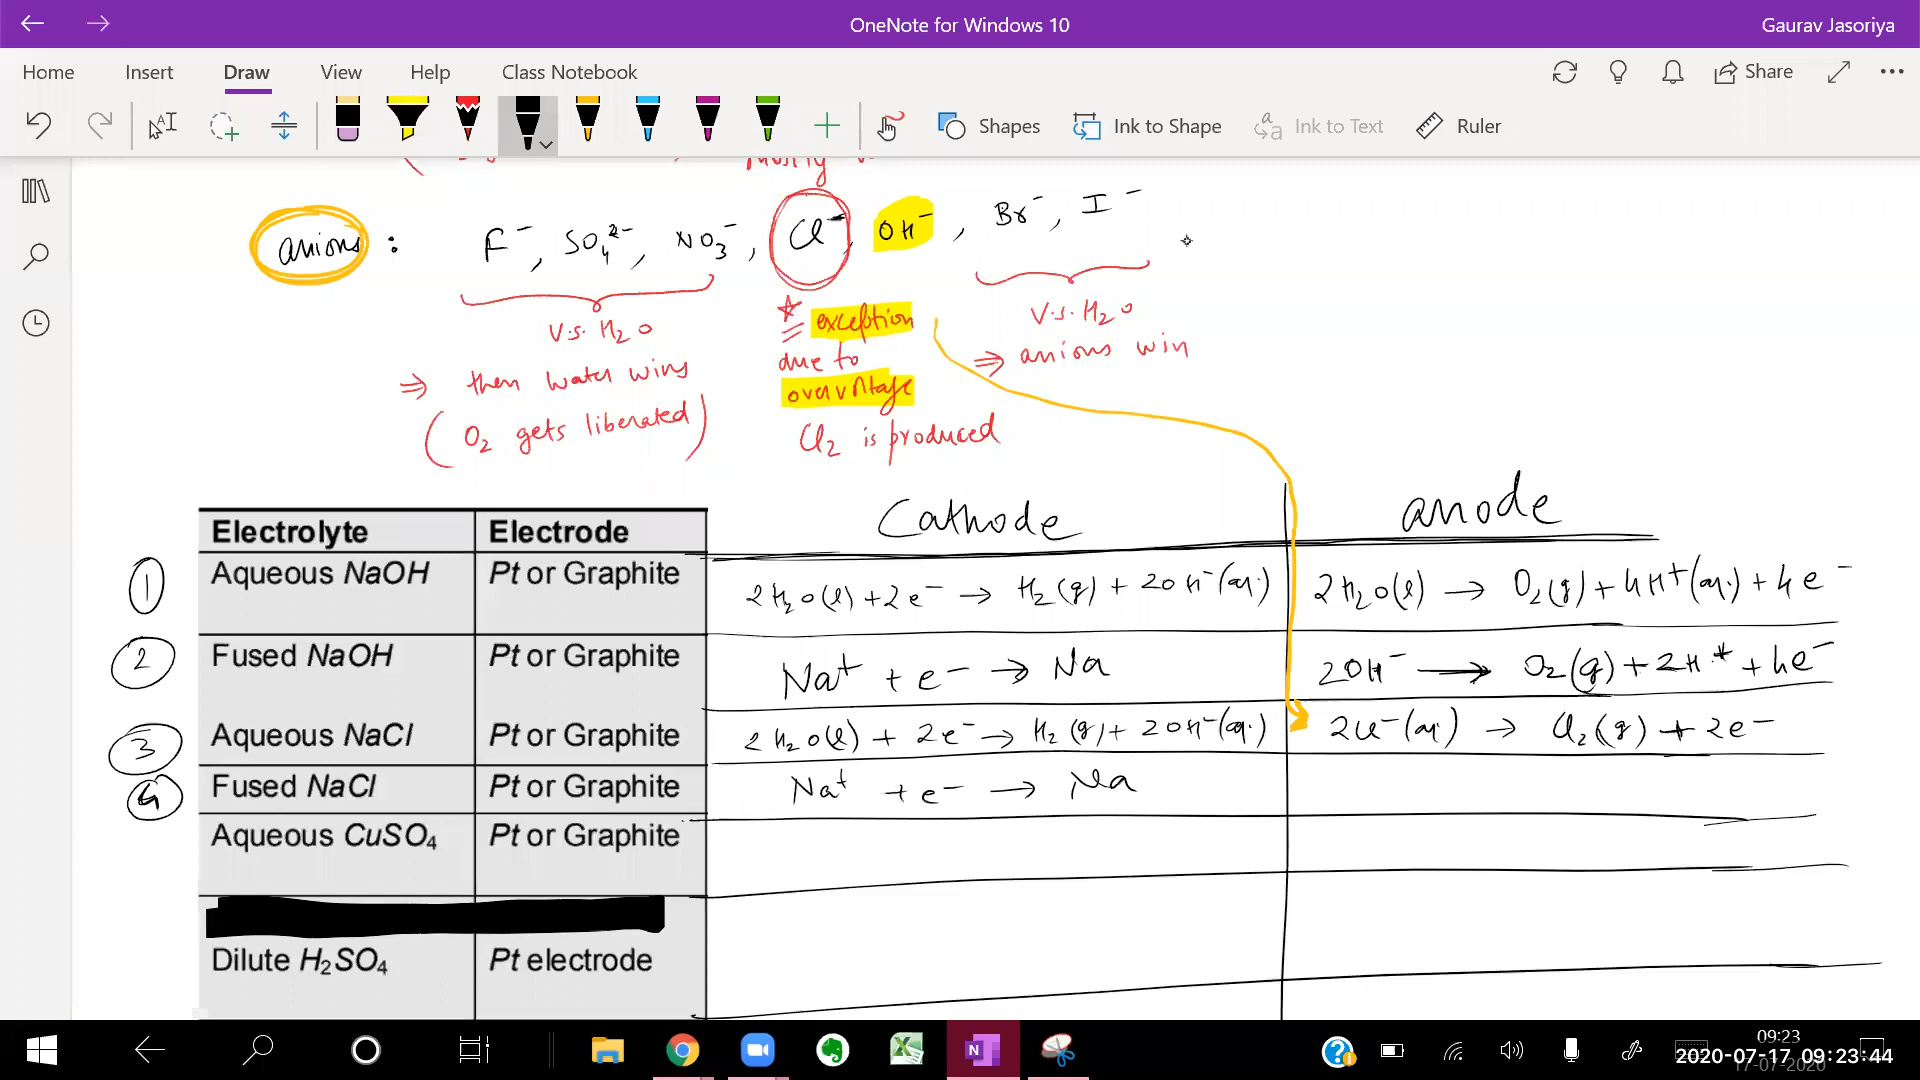 OneNote for Windows 10
Gaurav Jasoriya
Home Insert Draw View Help Class Notebook Share
Shapes Ink to Shape Ink to Text Ruler
mostly
anions : F⁻, SO₄²⁻, NO₃⁻, Cl⁻, OH⁻, Br⁻, I⁻
v.s. H₂O
⇒ then water wins
(O₂ gets liberated)
* exception
due to
overvoltage
Cl₂ is produced
v.s. H₂O
⇒ anions win
Electrolyte Electrode Cathode anode
① Aqueous NaOH Pt or Graphite 2H₂O(l) + 2e⁻ → H₂(g) + 2OH⁻(aq.) 2H₂O(l) → O₂(g) + 4H⁺(aq.) + 4e⁻
② Fused NaOH Pt or Graphite Na⁺ + e⁻ → Na 2OH⁻ → O₂(g) + 2H⁺ + 4e⁻
③ Aqueous NaCl Pt or Graphite 2H₂O(l) + 2e⁻ → H₂(g) + 2OH⁻(aq.) 2Cl⁻(aq.) → Cl₂(g) + 2e⁻
④ Fused NaCl Pt or Graphite Na⁺ + e⁻ → Na
Aqueous CuSO₄ Pt or Graphite
Dilute H₂SO₄ Pt electrode
09:23
2020-07-17 09:23:44
17-07-2020